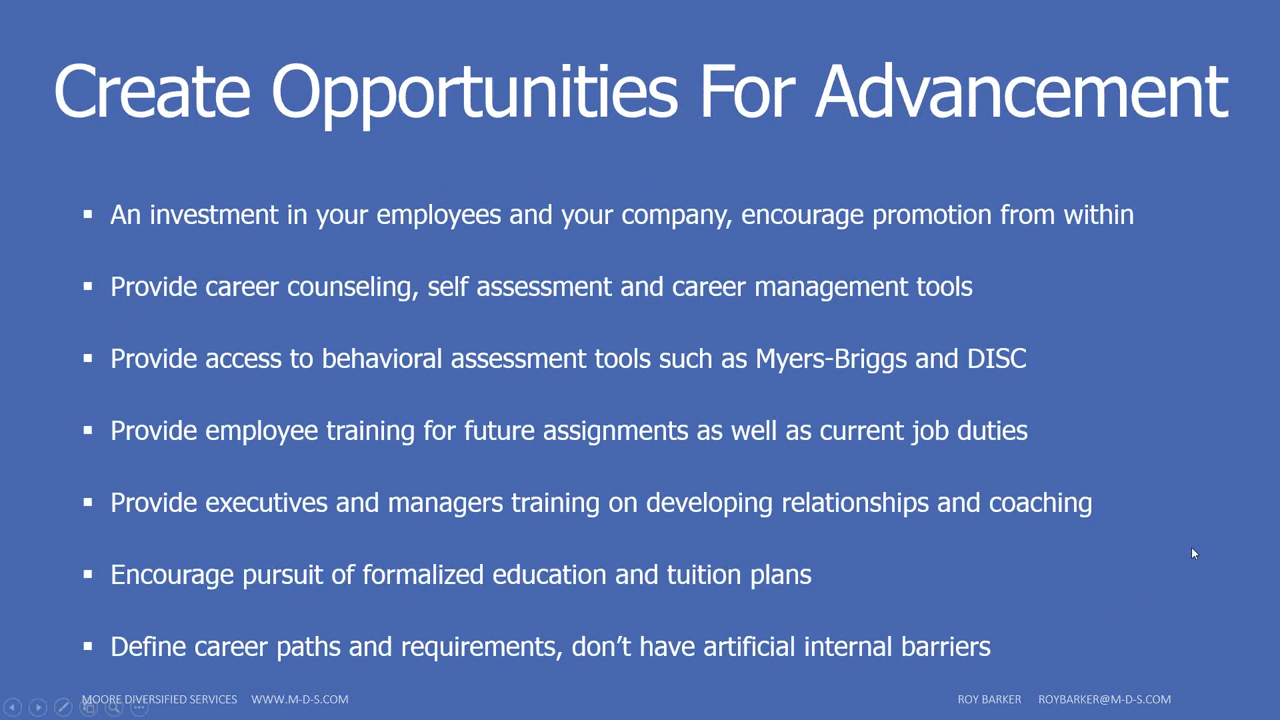 Create Opportunities For Advancement
▪ An investment in your employees and your company, encourage promotion from within
▪ Provide career counseling, self assessment and career management tools
▪ Provide access to behavioral assessment tools such as Myers-Briggs and DISC
▪ Provide employee training for future assignments as well as current job duties
▪ Provide executives and managers training on developing relationships and coaching
▪ Encourage pursuit of formalized education and tuition plans
▪ Define career paths and requirements, don’t have artificial internal barriers
MOORE DIVERSIFIED SERVICES WWW.M-D-S.COM
ROY BARKER ROYBARKER@M-D-S.COM